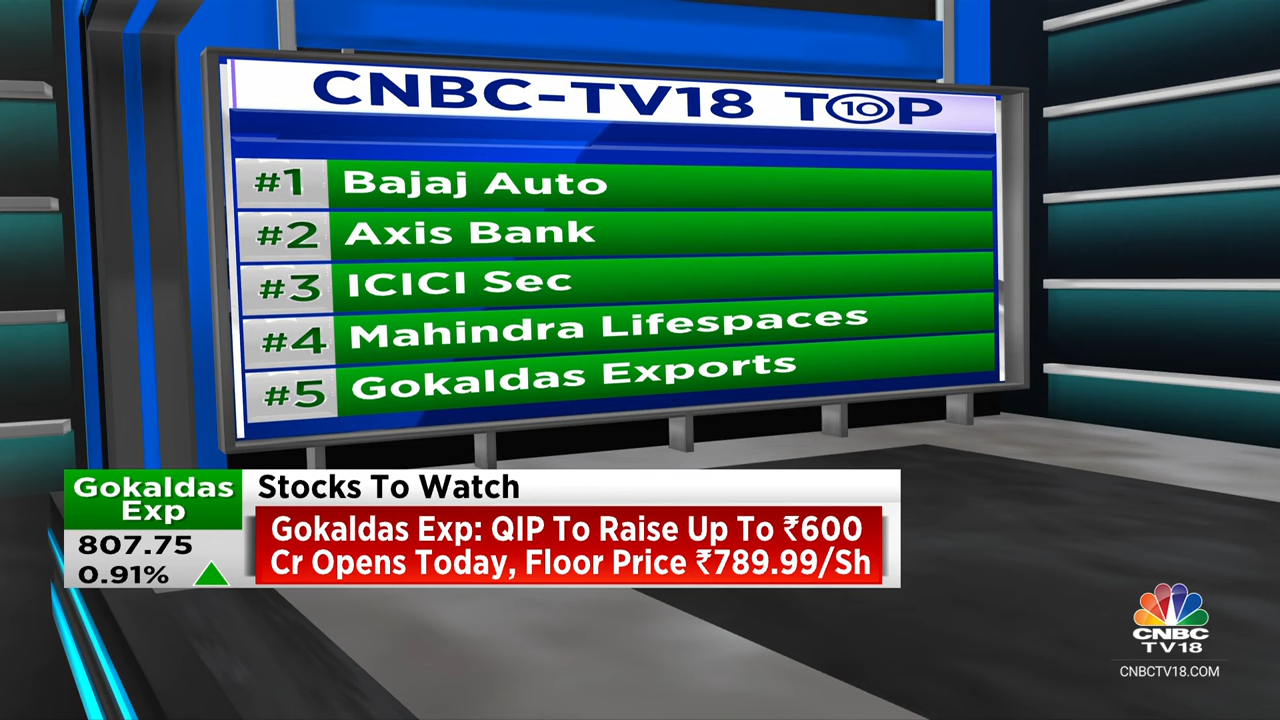 CNBC-TV18 TOP 10
#1 Bajaj Auto
#2 Axis Bank
#3 ICICI Sec
#4 Mahindra Lifespaces
#5 Gokaldas Exports
Gokaldas
Exp
807.75
0.91%
Stocks To Watch
Gokaldas Exp: QIP To Raise Up To ₹600
Cr Opens Today, Floor Price ₹789.99/Sh
CNBC
TV18
CNBCTV18.COM